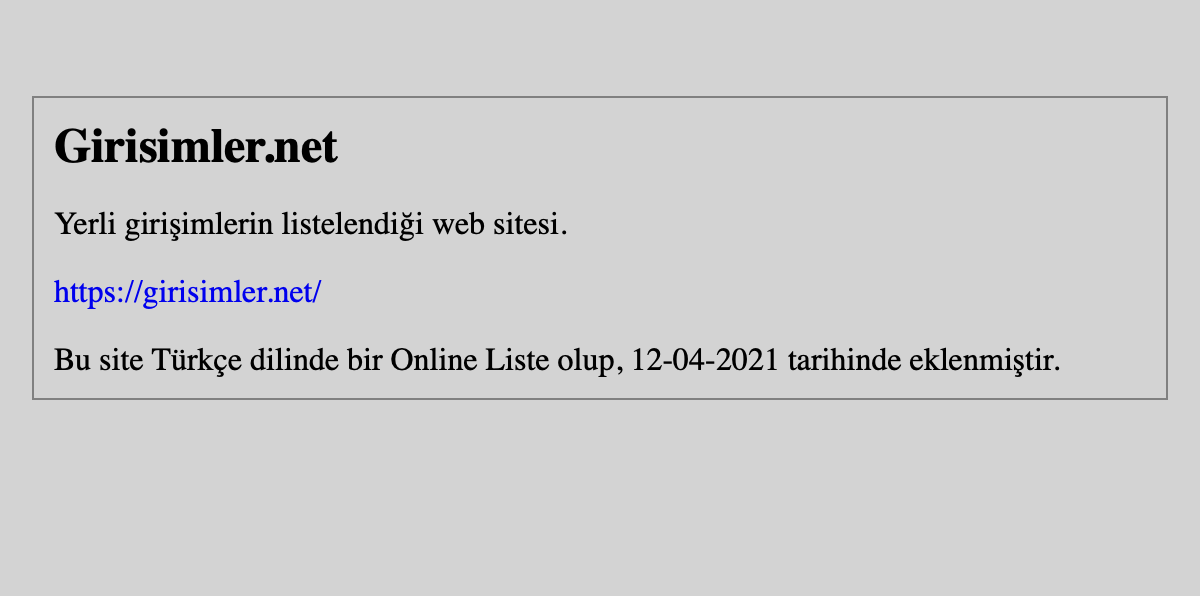 Girisimler.net
Yerli girişimlerin listelendiği web sitesi.
https://girisimler.net/
Bu site Türkçe dilinde bir Online Liste olup, 12-04-2021 tarihinde eklenmiştir.